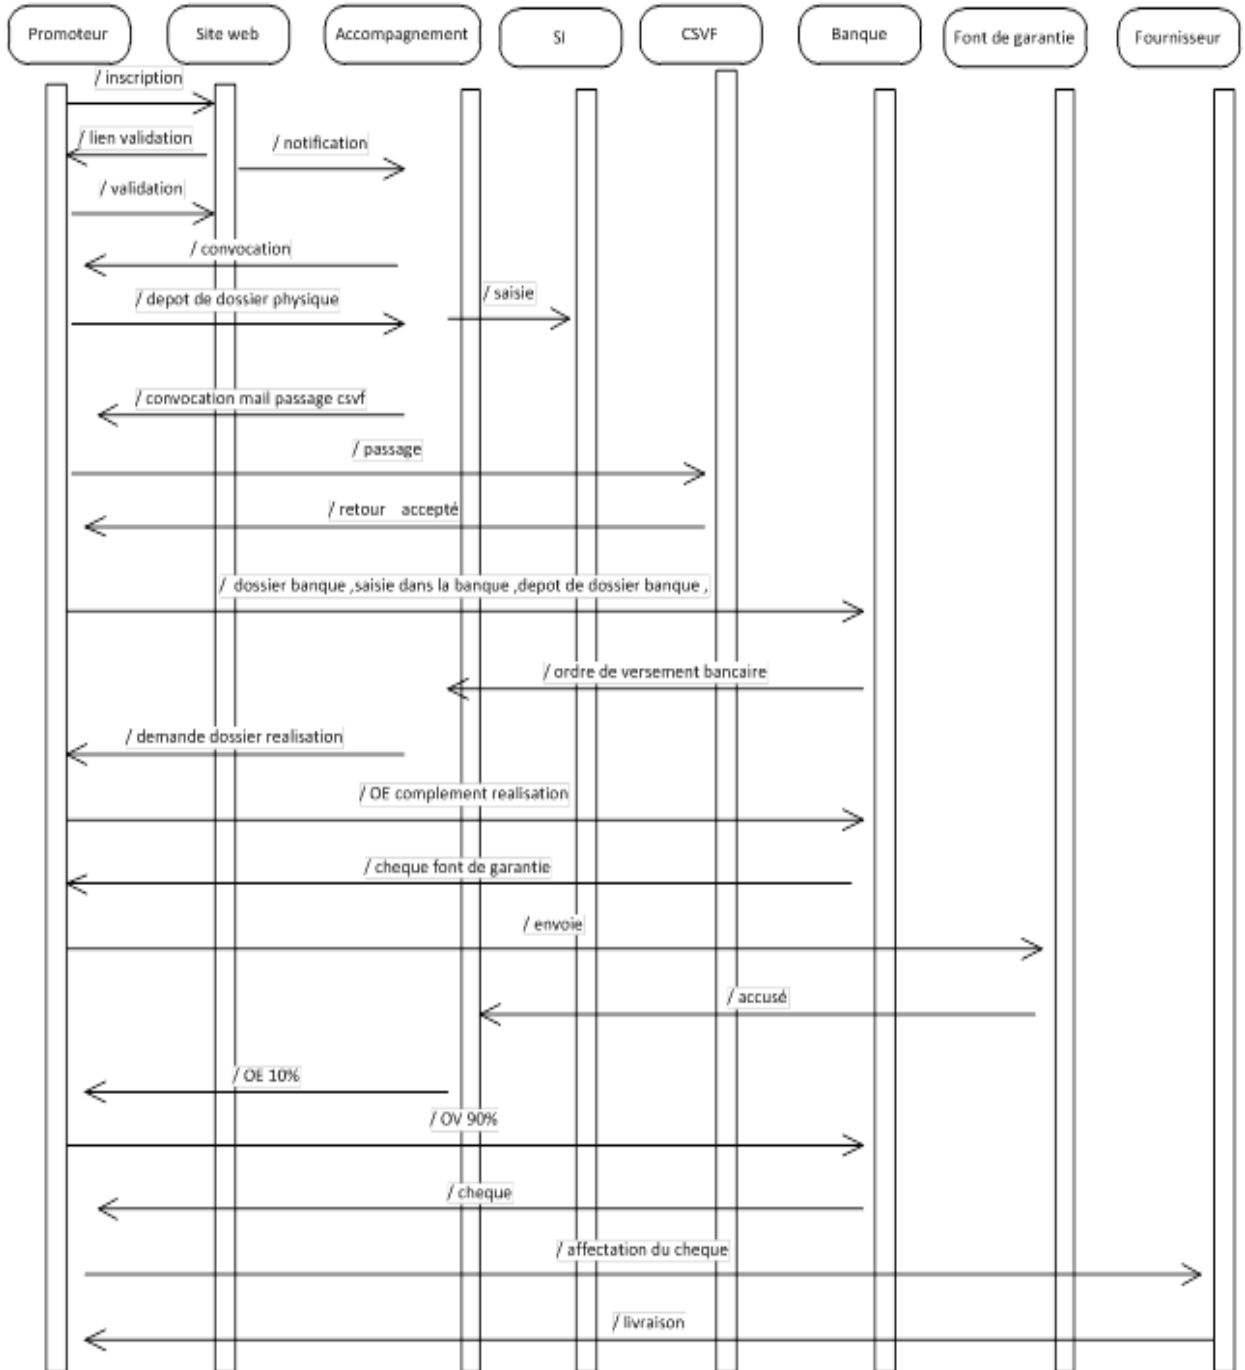 Promoteur
Site web
Accompagnement
SI
CSVF
Banque
Font de garantie
Fournisseur
/ inscription
/ lien validation
/ notification
/ validation
/ convocation
/ depot de dossier physique
/ saisie
/ convocation mail passage csvf
/ passage
/ retour accepté
/ dossier banque ,saisie dans la banque ,depot de dossier banque ,
/ ordre de versement bancaire
/ demande dossier realisation
/ OE complement realisation
/ cheque font de garantie
/ envoie
/ accusé
/ OE 10%
/ OV 90%
/ cheque
/ affectation du cheque
/ livraison